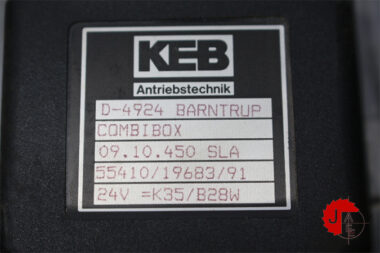 KEB
Antriebstechnik
D-4924 BARNTRUP
COMBIBOX
09.10.450 SLA
55410/19683/91
24V =K35/B28W